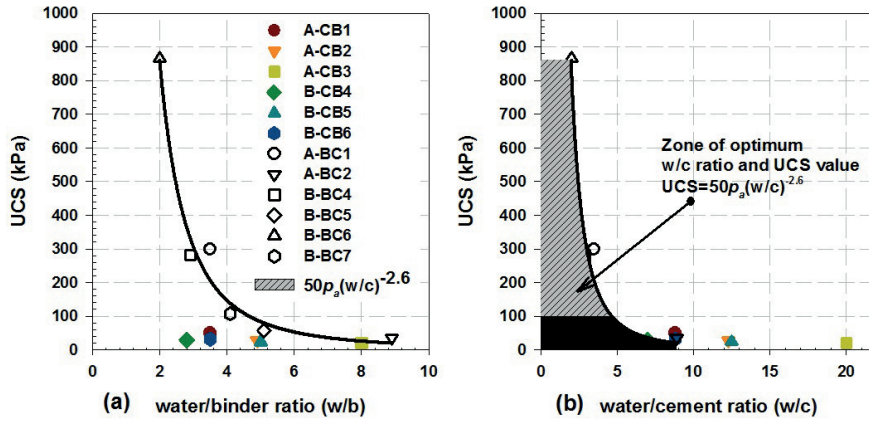 1000
900
800
700
600
500
400
300
200
100
0
UCS (kPa)
0 2 4 6 8 10
(a) water/binder ratio (w/b)
A-CB1
A-CB2
A-CB3
B-CB4
B-CB5
B-CB6
A-BC1
A-BC2
B-BC4
B-BC5
B-BC6
B-BC7
50pₐ(w/c)⁻²·⁶
1000
900
800
700
600
500
400
300
200
100
0
UCS (kPa)
0 5 10 15 20
(b) water/cement ratio (w/c)
Zone of optimum
w/c ratio and UCS value
UCS=50pₐ(w/c)⁻²·⁶